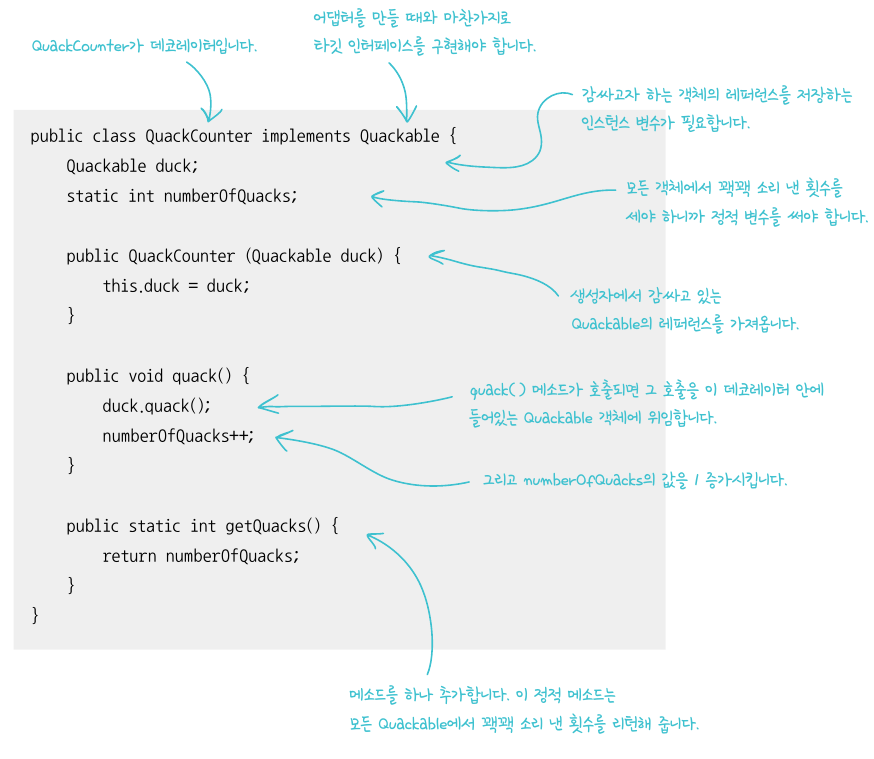 어댑터를 만들 때와 마찬가지로
QuackCounter가 데코레이터입니다.
타깃 인터페이스를 구현해야 합니다.
감싸고자 하는 객체의 레퍼런스를 저장하는
인스턴스 변수가 필요합니다.
public class QuackCounter implements Quackable {
Quackable duck;
static int numberOfQuacks;
모든 객체에서 꽥꽥 소리 낸 횟수를
세야 하니까 정적 변수를 써야 합니다.
public QuackCounter (Quackable duck) {
this.duck = duck;
}
생성자에서 감싸고 있는
Quackable의 레퍼런스를 가져옵니다.
public void quack() {
duck.quack();
numberOfQuacks++;
}
quack() 메소드가 호출되면 그 호출을 이 데코레이터 안에
들어있는 Quackable 객체에 위임합니다.
그리고 numberOfQuacks의 값을 1 증가시킵니다.
public static int getQuacks() {
return numberOfQuacks;
}
}
메소드를 하나 추가합니다. 이 정적 메소드는
모든 Quackable에서 꽥꽥 소리 낸 횟수를 리턴해 줍니다.